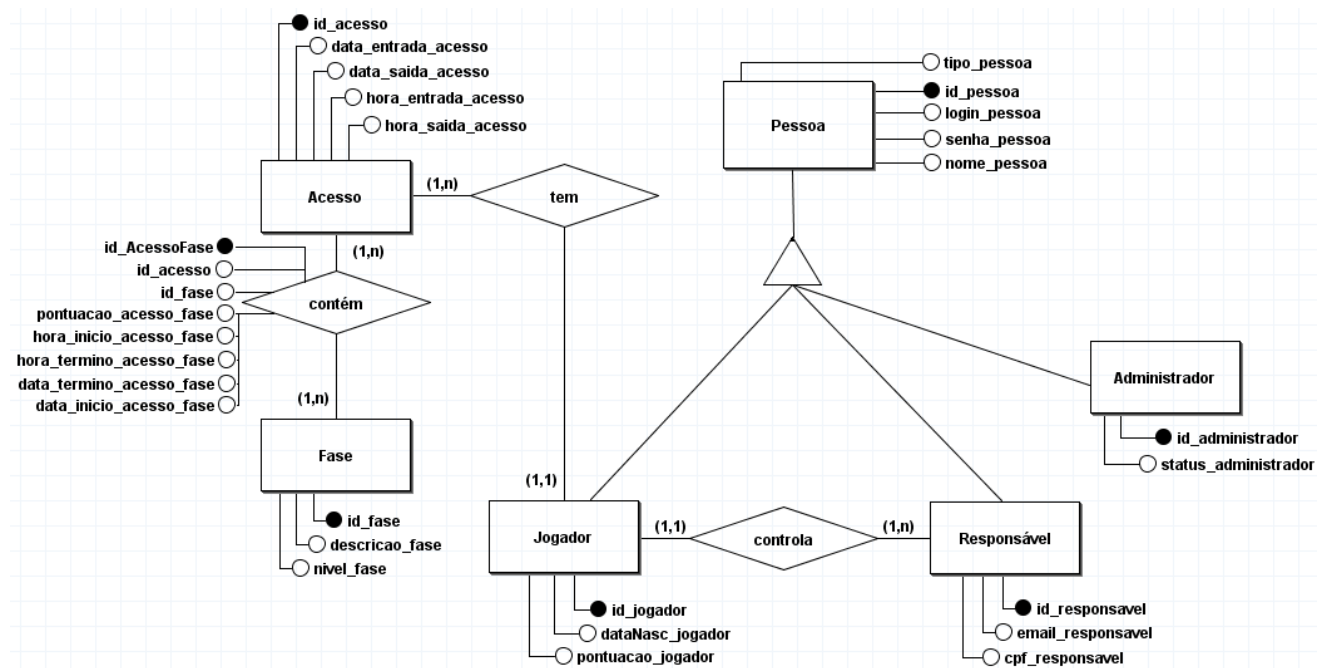 id_acesso
data_entrada_acesso
data_saida_acesso
hora_entrada_acesso
hora_saida_acesso
Acesso
(1,n)
tem
(1,n)
id_AcessoFase
id_acesso
id_fase
pontuacao_acesso_fase
hora_inicio_acesso_fase
hora_termino_acesso_fase
data_termino_acesso_fase
data_inicio_acesso_fase
contém
(1,n)
Fase
id_fase
descricao_fase
nivel_fase
tipo_pessoa
Pessoa
id_pessoa
login_pessoa
senha_pessoa
nome_pessoa
Administrador
id_administrador
status_administrador
(1,1)
Jogador
(1,1)
controla
(1,n)
Responsável
id_jogador
dataNasc_jogador
pontuacao_jogador
id_responsavel
email_responsavel
cpf_responsavel